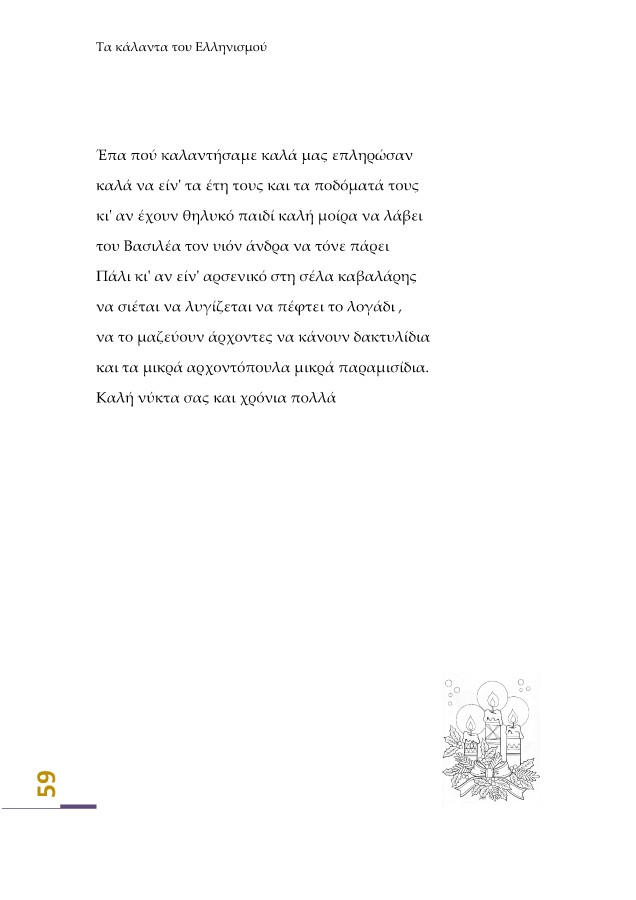 Τα κάλαντα του Ελληνισμού
Έπα πού καλαντήσαμε καλά μας επληρώσαν
καλά να είν' τα έτη τους και τα ποδόματά τους
κι' αν έχουν θηλυκό παιδί καλή μοίρα να λάβει
του Βασιλέα τον υιόν άνδρα να τόνε πάρει
Πάλι κι' αν είν' αρσενικό στη σέλα καβαλάρης
να σιέται να λυγίζεται να πέφτει το λογάδι ,
να το μαζεύουν άρχοντες να κάνουν δακτυλίδια
και τα μικρά αρχοντόπουλα μικρά παραμισίδια.
Καλή νύκτα σας και χρόνια πολλά
59